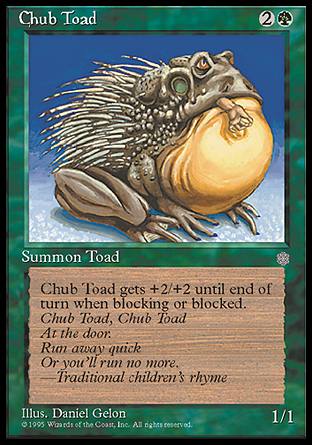 Chub Toad 2
Summon Toad
Chub Toad gets +2/+2 until end of
turn when blocking or blocked.
Chub Toad, Chub Toad
At the door.
Run away quick
Or you'll run no more.
—Traditional children's rhyme
Illus. Daniel Gelon
1/1
©1995 Wizards of the Coast, Inc. All rights reserved.